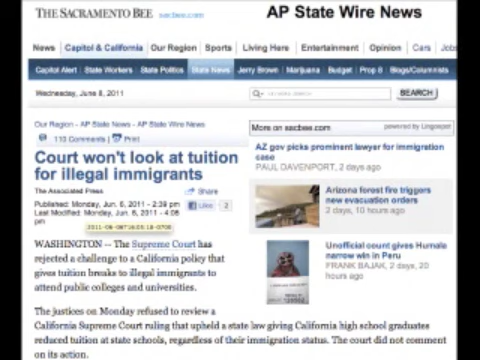 THE SACRAMENTO BEE sacbee.com
AP State Wire News
News Capitol & California Our Region Sports Living Here Entertainment Opinion Cars Jobs
Capitol Alert State Workers State Politics State News Jerry Brown Marijuana Budget Prop 8 Blogs/Columnists
Wednesday, June 8, 2011
SEARCH
Our Region - AP State News - AP State Wire News
113 Comments | Print
Court won't look at tuition
for illegal immigrants
The Associated Press
Share
Published: Monday, Jun. 6, 2011 - 2:39 pm
Like 2
Last Modified: Monday, Jun. 6, 2011 - 4:08
pm
WASHINGTON -- The Supreme Court has
rejected a challenge to a California policy that
gives tuition breaks to illegal immigrants to
attend public colleges and universities.
The justices on Monday refused to review a
California Supreme Court ruling that upheld a state law giving California high school graduates
reduced tuition at state schools, regardless of their immigration status. The court did not comment
on its action.
More on sacbee.com
powered by Lingospot
AZ gov picks prominent lawyer for immigration
case
PAUL DAVENPORT, 2 days ago
Arizona forest fire triggers
new evacuation orders
2 days, 10 hours ago
Unofficial count gives Humala
narrow win in Peru
FRANK BAJAK, 2 days, 20
hours ago